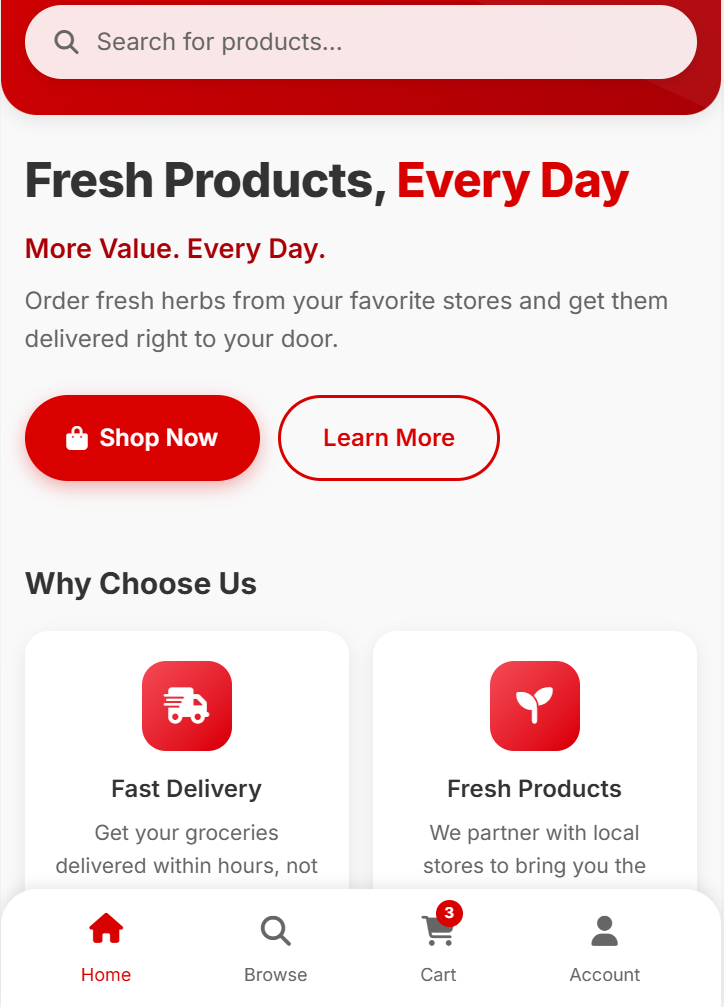 Search for products...
Fresh Products, Every Day
More Value. Every Day.
Order fresh herbs from your favorite stores and get them
delivered right to your door.
Shop Now
Learn More
Why Choose Us
Fast Delivery
Get your groceries
delivered within hours, not
Fresh Products
We partner with local
stores to bring you the
Home
Browse
3
Cart
Account